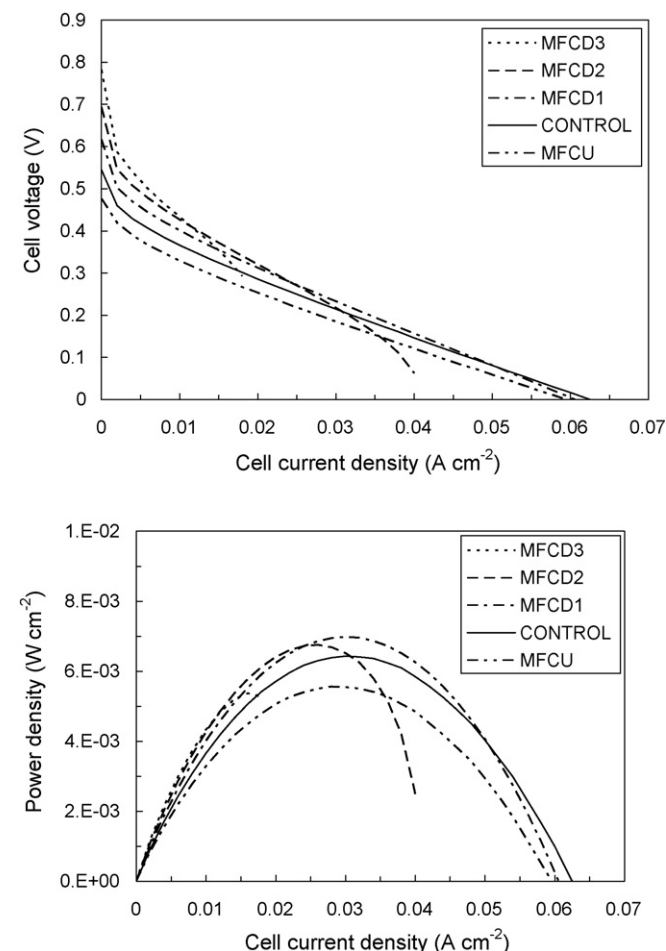 0.9
0.8
0.7
0.6
0.5
0.4
0.3
0.2
0.1
0
Cell voltage (V)
MFCD3
MFCD2
MFCD1
CONTROL
MFCU
0 0.01 0.02 0.03 0.04 0.05 0.06 0.07
Cell current density (A cm⁻²)
1.E-02
8.E-03
6.E-03
4.E-03
2.E-03
0.E+00
Power density (W cm⁻²)
MFCD3
MFCD2
MFCD1
CONTROL
MFCU
0 0.01 0.02 0.03 0.04 0.05 0.06 0.07
Cell current density (A cm⁻²)